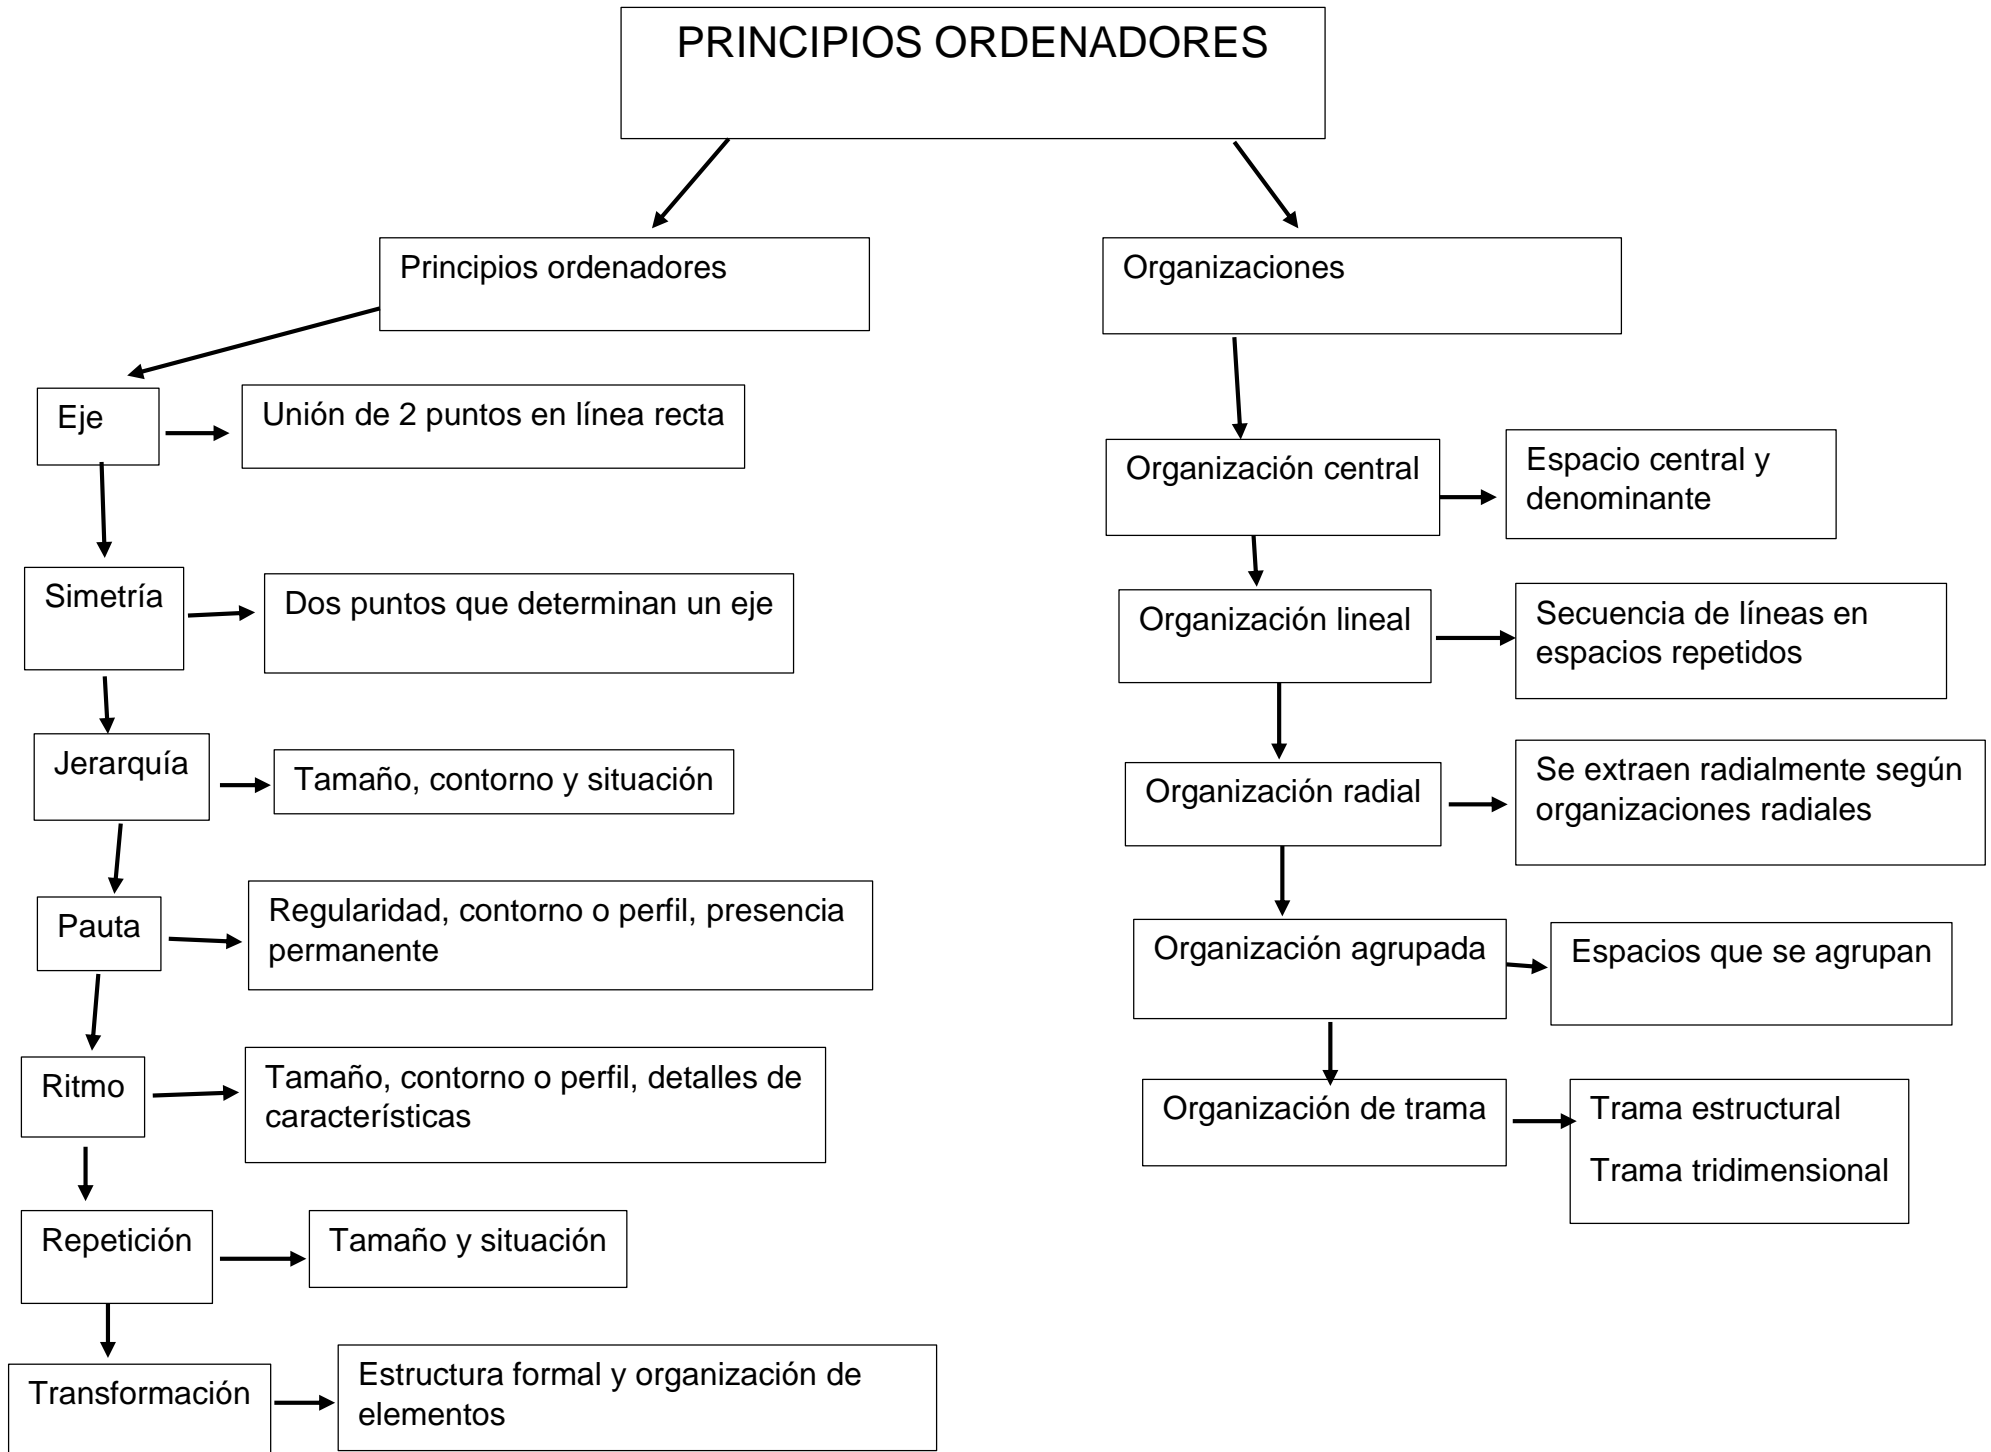 PRINCIPIOS ORDENADORES
Principios ordenadores
Eje
Unión de 2 puntos en línea recta
Simetría
Dos puntos que determinan un eje
Jerarquía
Tamaño, contorno y situación
Pauta
Regularidad, contorno o perfil, presencia
permanente
Ritmo
Tamaño, contorno o perfil, detalles de
características
Repetición
Tamaño y situación
Transformación
Estructura formal y organización de
elementos
Organizaciones
Organización central
Espacio central y
denominante
Organización lineal
Secuencia de líneas en
espacios repetidos
Organización radial
Se extraen radialmente según
organizaciones radiales
Organización agrupada
Espacios que se agrupan
Organización de trama
Trama estructural
Trama tridimensional